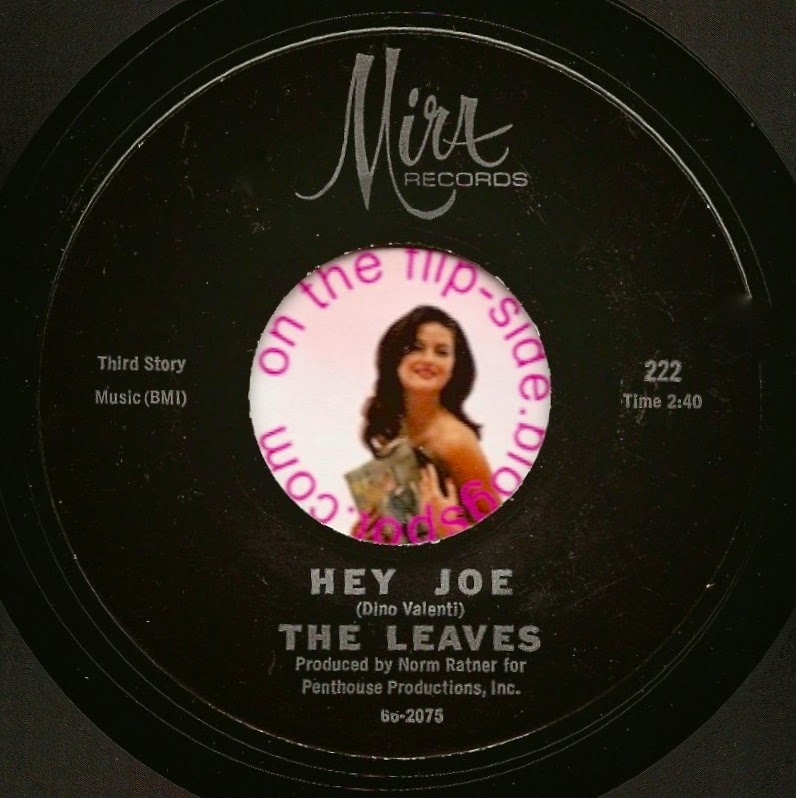 Mira
RECORDS
on the flip-side.blogspot.com
Third Story
Music (BMI)
222
Time 2:40
HEY JOE
(Dino Valenti)
THE LEAVES
Produced by Norm Ratner for
Penthouse Productions, Inc.
66-2075